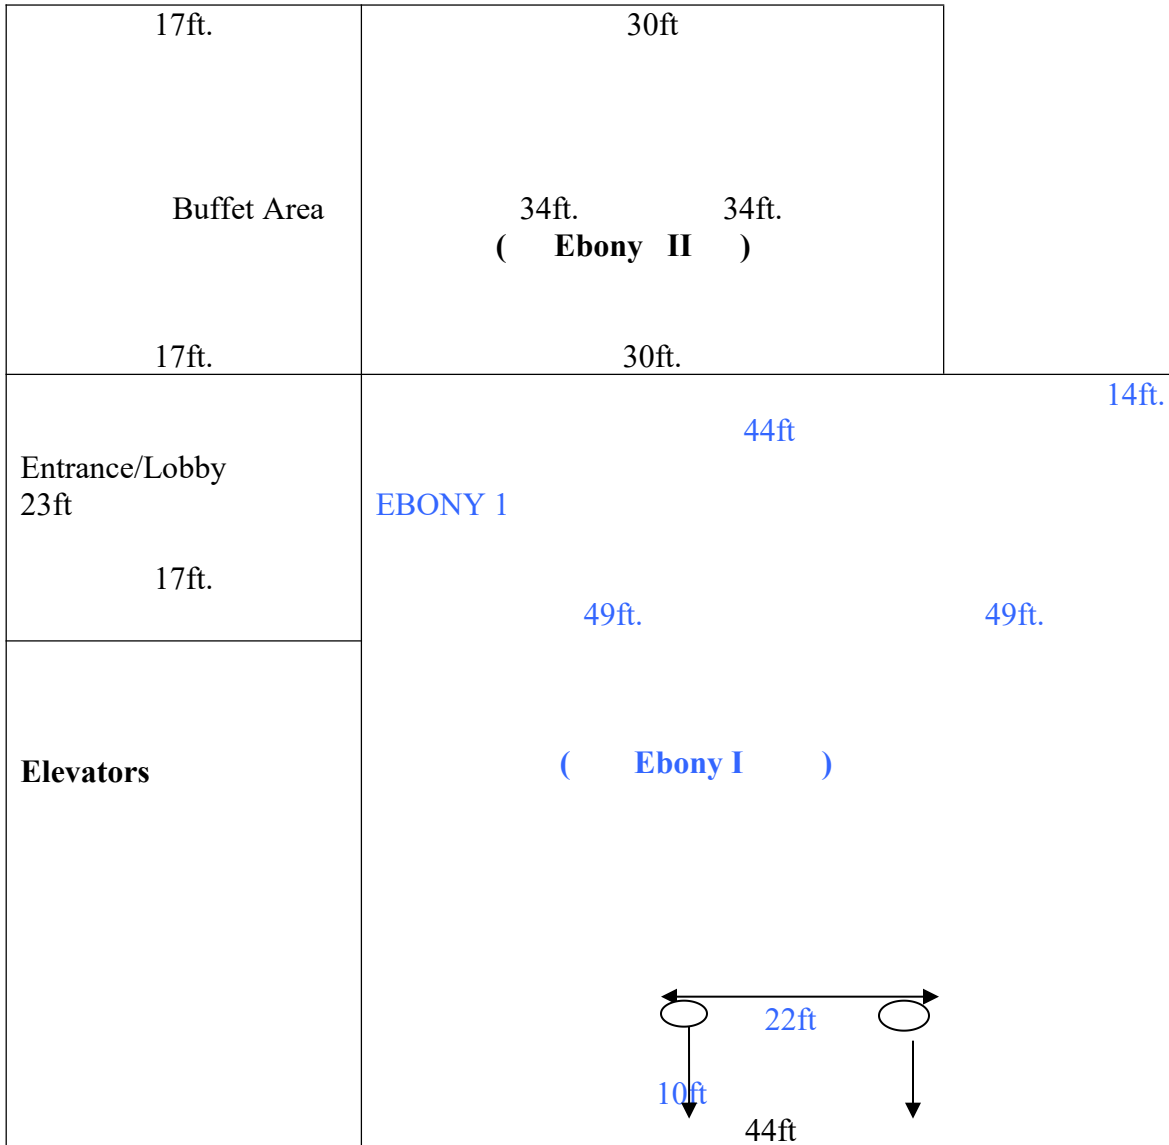 17ft. 30ft
Buffet Area 34ft. 34ft.
( Ebony II )
17ft. 30ft.
14ft.
44ft
Entrance/Lobby
23ft EBONY 1
17ft.
49ft. 49ft.
Elevators ( Ebony I )
22ft
10ft
44ft